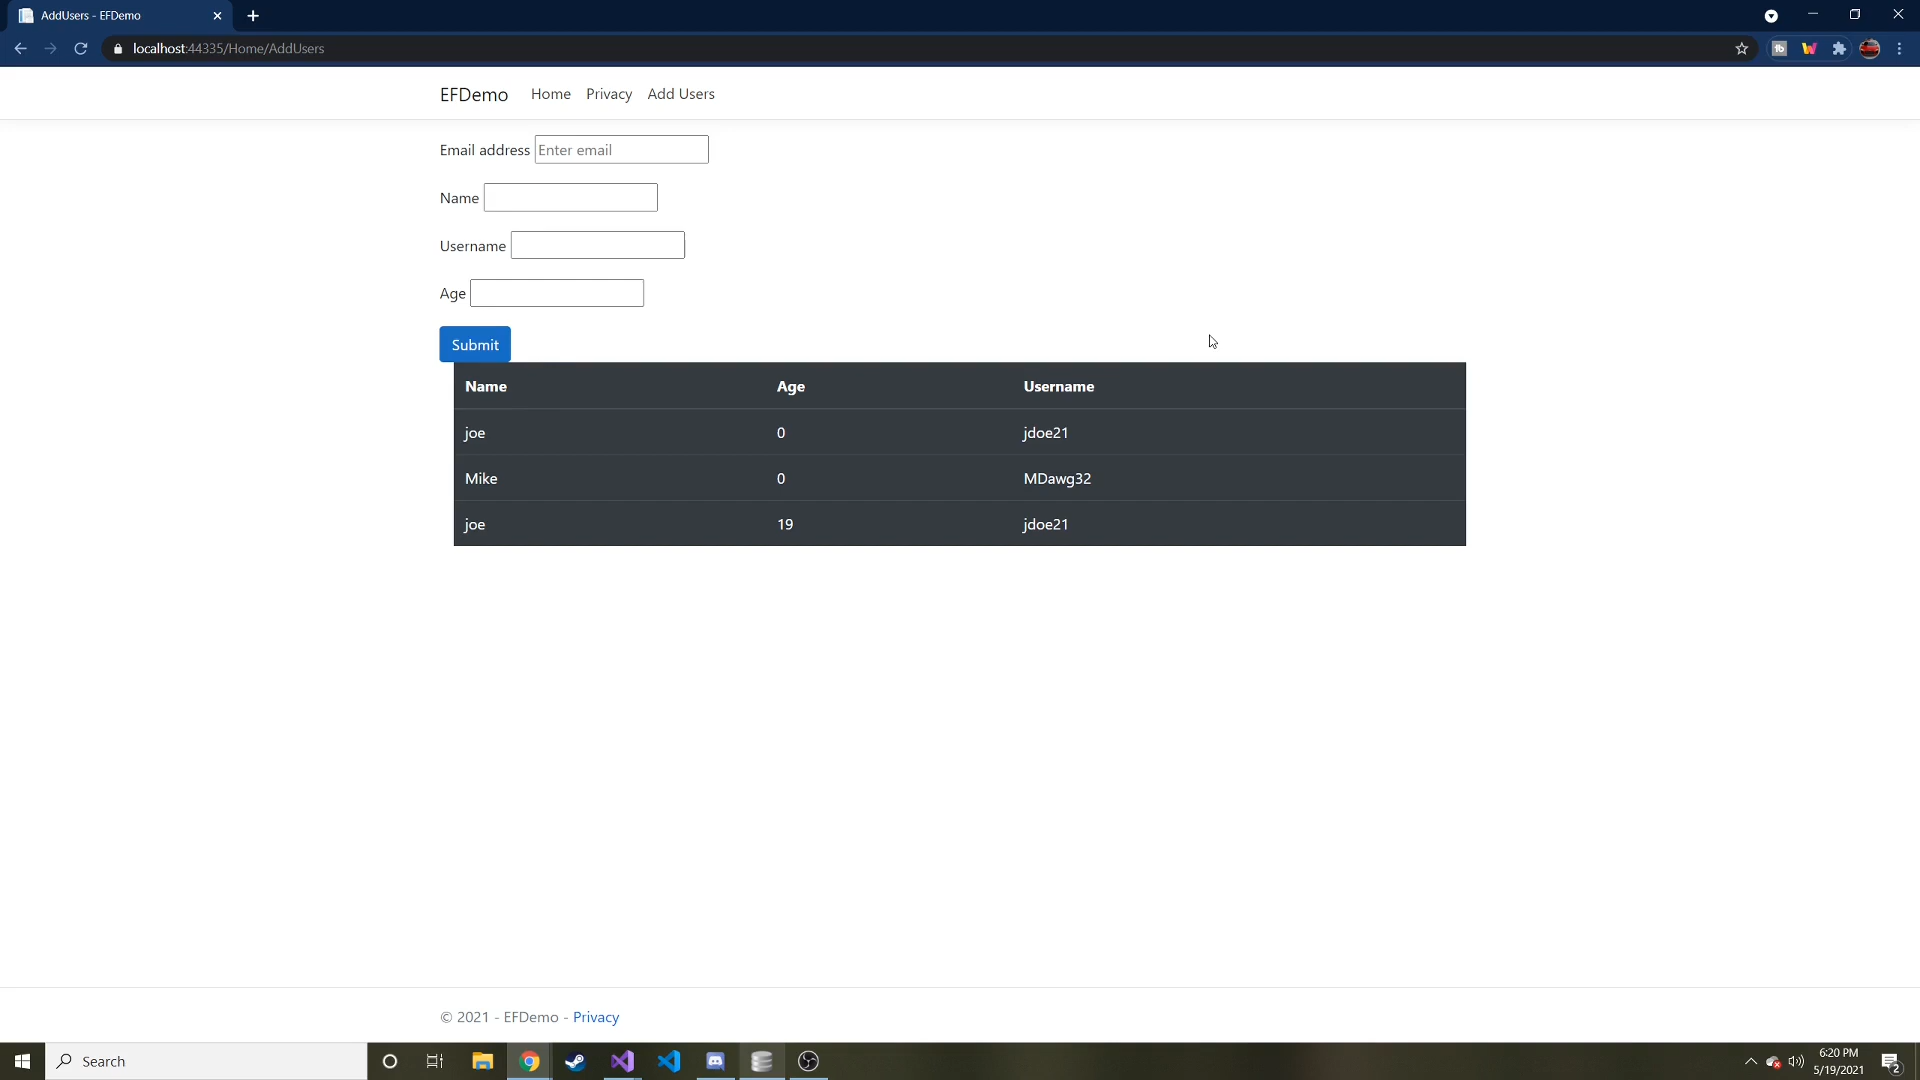 AddUsers - EFDemo
localhost:44335/Home/AddUsers
EFDemo Home Privacy Add Users
Email address Enter email
Name
Username
Age
Submit
Name Age Username
joe 0 jdoe21
Mike 0 MDawg32
joe 19 jdoe21
© 2021 - EFDemo - Privacy
Search
6:20 PM
5/19/2021
2